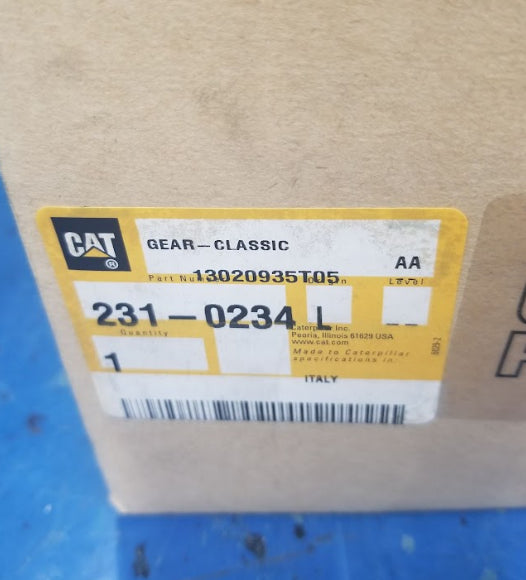 CAT®
GEAR-CLASSIC
AA
13020935T05
Part Number Level
231-0234 L --
Quantity
Caterpillar Inc.
Peoria, Illinois 61629 USA
www.cat.com
1
Made to Caterpillar
specifications in:
ITALY